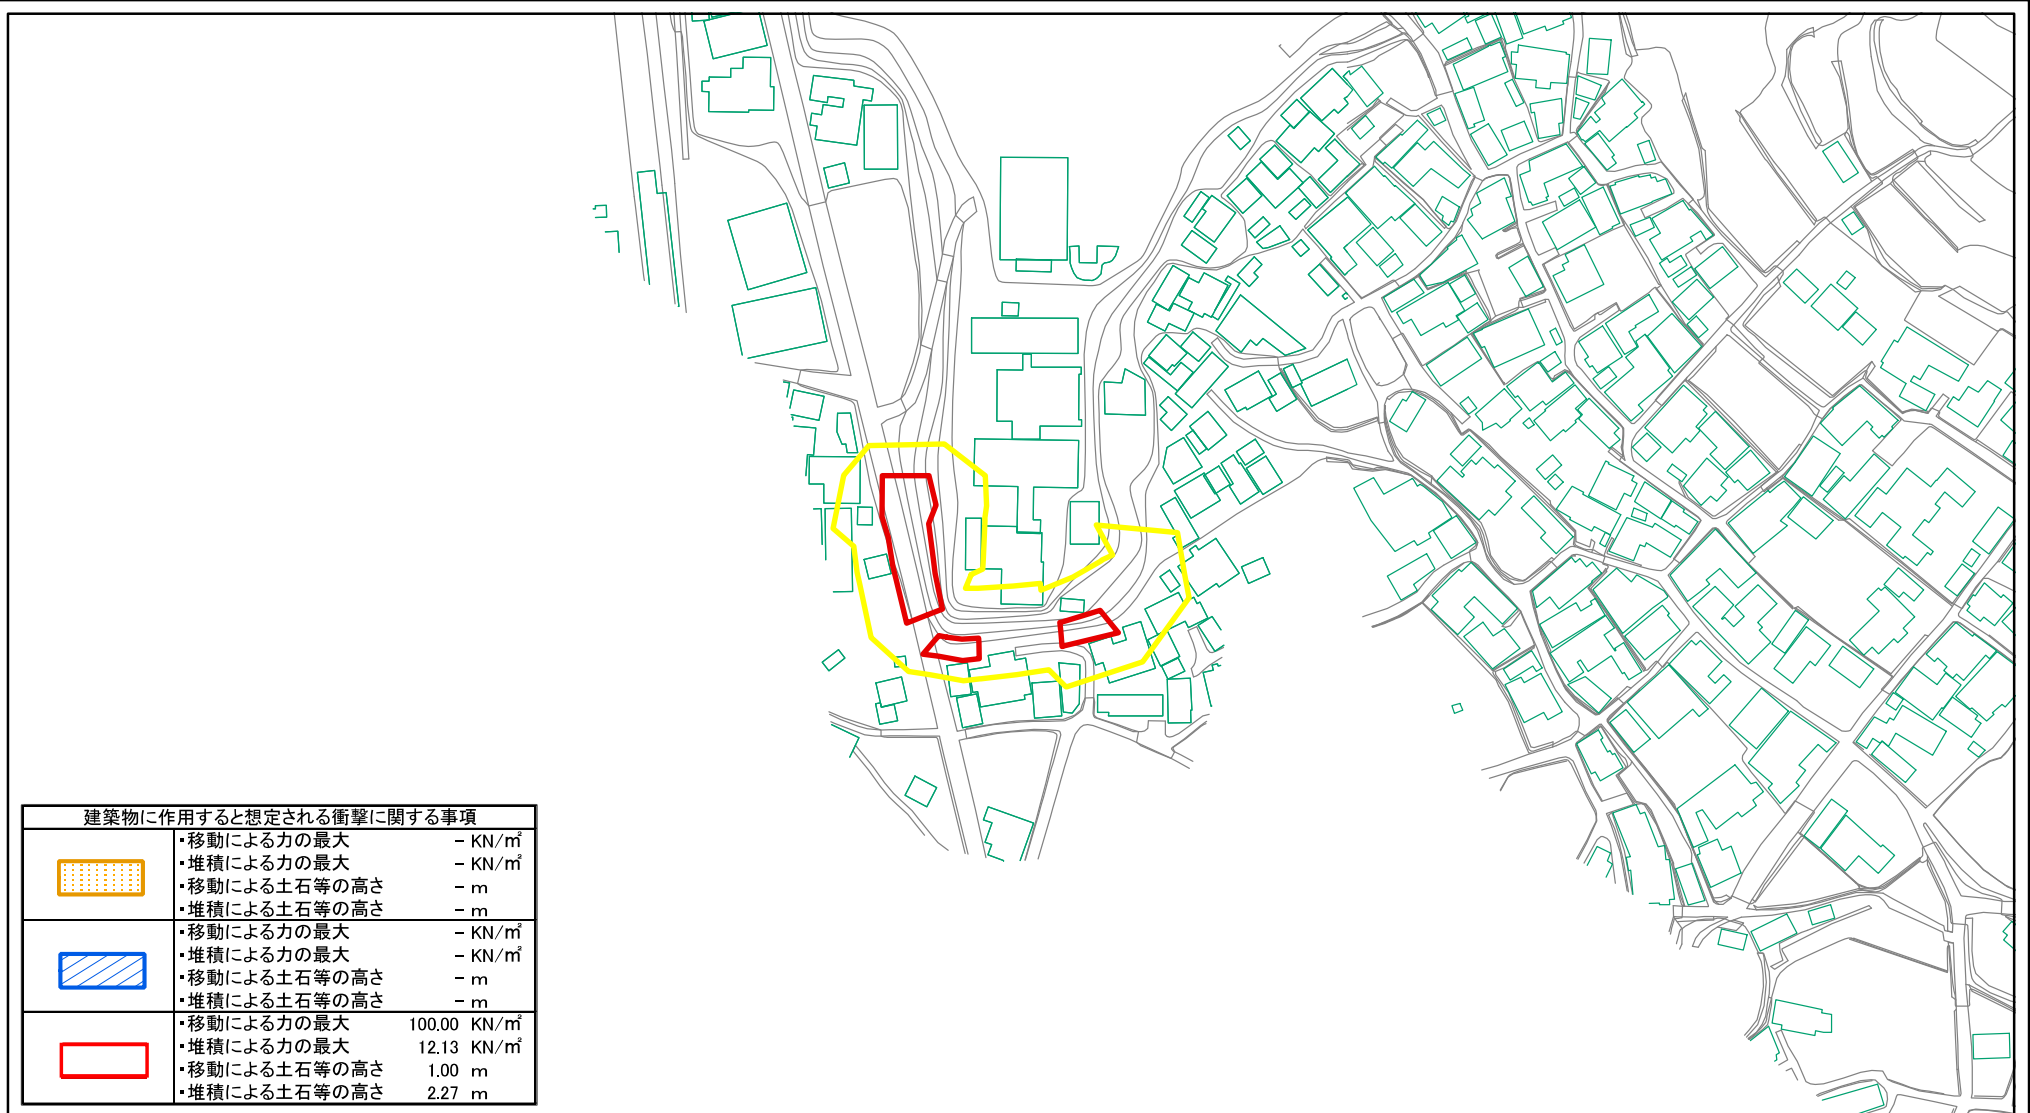 建築物に作用すると想定される衝撃に関する事項
・移動による力の最大 − KN/㎡
・堆積による力の最大 − KN/㎡
・移動による土石等の高さ − m
・堆積による土石等の高さ − m
・移動による力の最大 − KN/㎡
・堆積による力の最大 − KN/㎡
・移動による土石等の高さ − m
・堆積による土石等の高さ − m
・移動による力の最大 100.00 KN/㎡
・堆積による力の最大 12.13 KN/㎡
・移動による土石等の高さ 1.00 m
・堆積による土石等の高さ 2.27 m